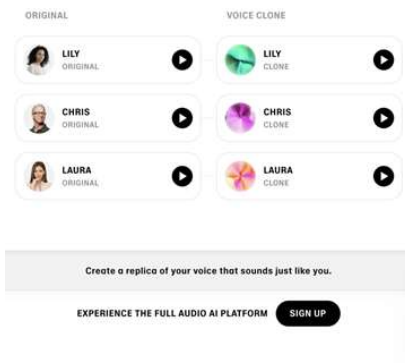 ORIGINAL VOICE CLONE
LILY
ORIGINAL
LILY
CLONE
CHRIS
ORIGINAL
CHRIS
CLONE
LAURA
ORIGINAL
LAURA
CLONE
Create a replica of your voice that sounds just like you.
EXPERIENCE THE FULL AUDIO AI PLATFORM SIGN UP